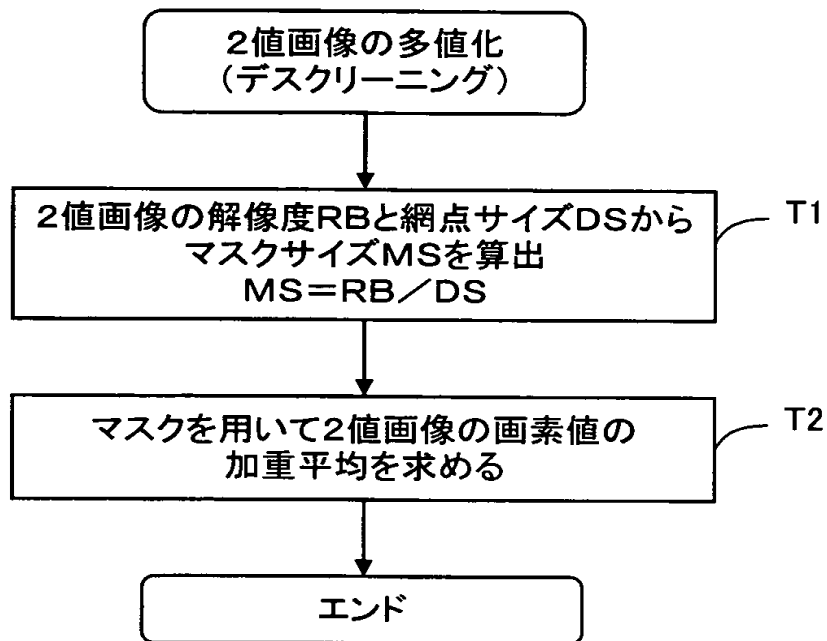 2値画像の多値化
(デスクリーニング)
2値画像の解像度RBと網点サイズDSから
マスクサイズMSを算出
MS=RB/DS
T1
マスクを用いて2値画像の画素値の
加重平均を求める
T2
エンド